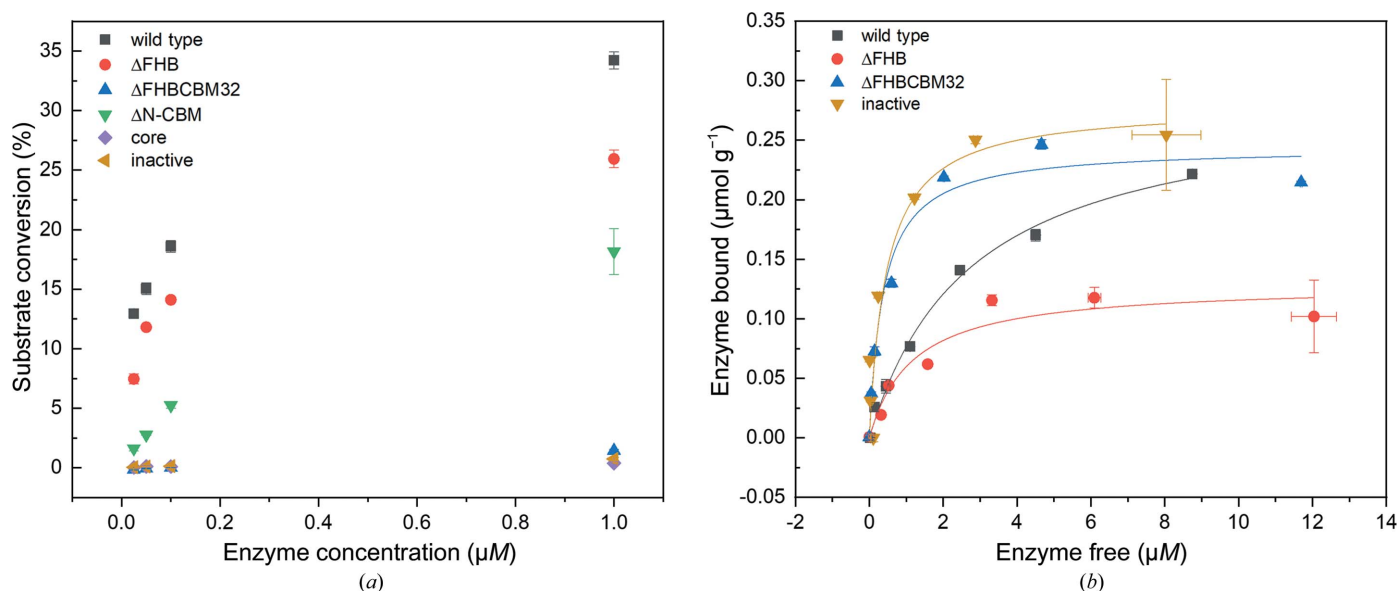 wild type
ΔFHB
ΔFHBCBM32
ΔN-CBM
core
inactive
35
30
25
20
15
10
5
0
Substrate conversion (%)
0.0 0.2 0.4 0.6 0.8 1.0
Enzyme concentration (µM)
(a)
wild type
ΔFHB
ΔFHBCBM32
inactive
0.35
0.30
0.25
0.20
0.15
0.10
0.05
0.00
-0.05
Enzyme bound (µmol g⁻¹)
-2 0 2 4 6 8 10 12 14
Enzyme free (µM)
(b)